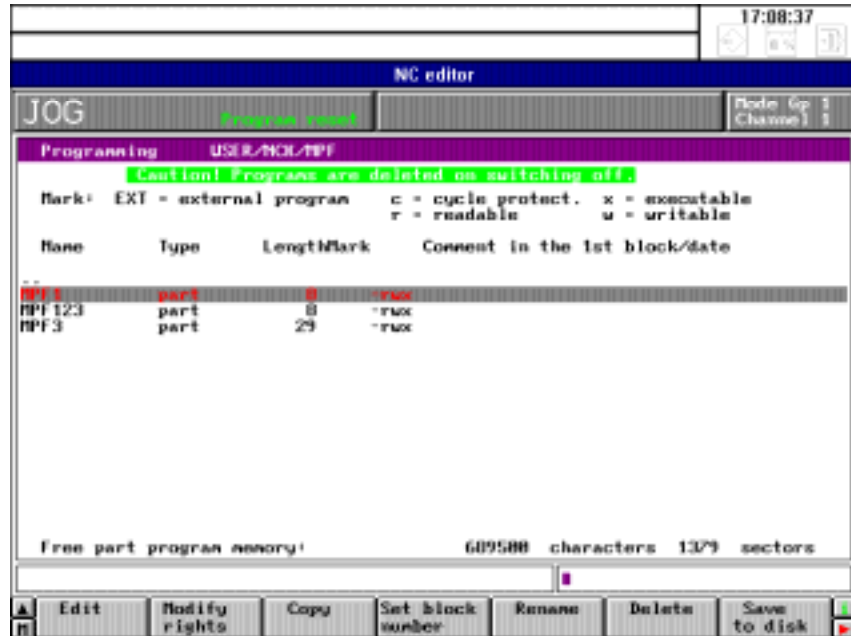 17:08:37
NC editor
JOG
Program reset
Mode Gp 1
Channel 1
Programming USER/NCK/MPF
Caution! Programs are deleted on switching off.
Mark: EXT - external program c - cycle protect. x - executable
r - readable w - writable
Name Type LengthMark Comment in the 1st block/date
..
MPF1 part 8 -rwx
MPF123 part 8 -rwx
MPF3 part 29 -rwx
Free part program memory: characters 1379 sectors
Edit
Modify
rights
Copy
Set block
number
Rename
Delete
Save
to disk